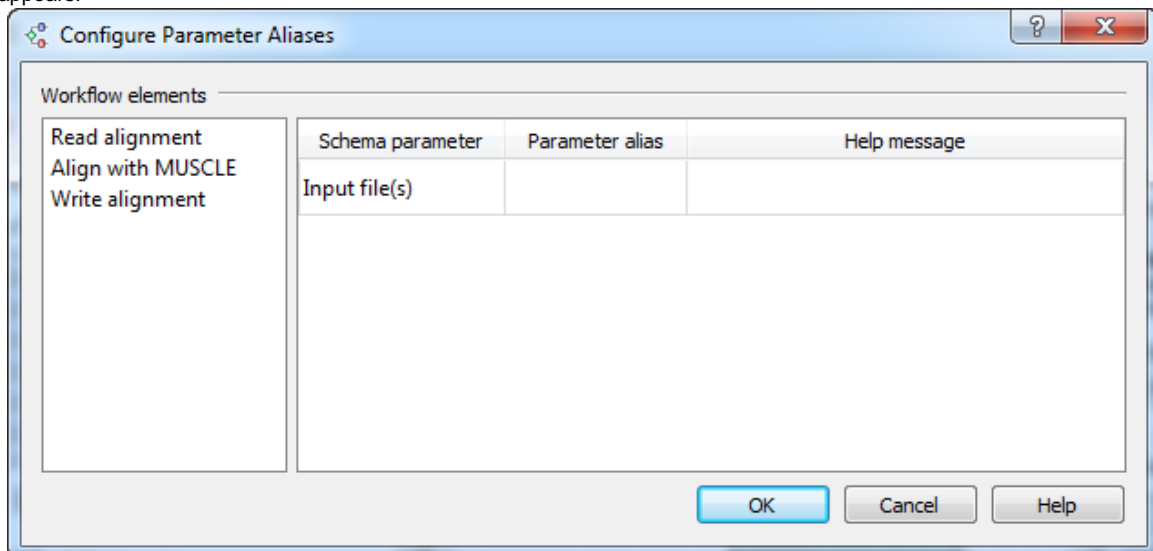 appears:
Configure Parameter Aliases
Workflow elements
Read alignment
Align with MUSCLE
Write alignment
Schema parameter Parameter alias Help message
Input file(s)
OK Cancel Help